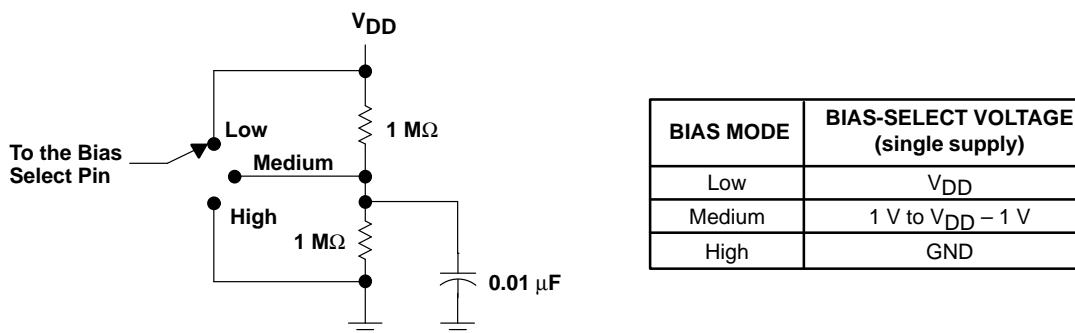 VDD
1 MΩ
Low
To the Bias
Select Pin
Medium
High
1 MΩ
0.01 μF
BIAS MODE
BIAS-SELECT VOLTAGE
(single supply)
Low
VDD
Medium
1 V to VDD – 1 V
High
GND